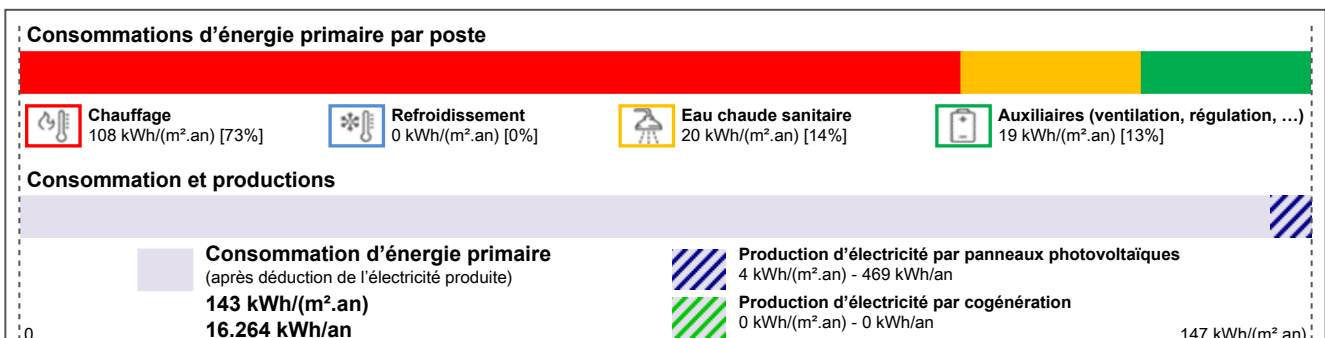 Consommations d’énergie primaire par poste
Chauffage
108 kWh/(m².an) [73%]
Refroidissement
0 kWh/(m².an) [0%]
Eau chaude sanitaire
20 kWh/(m².an) [14%]
Auxiliaires (ventilation, régulation, …)
19 kWh/(m².an) [13%]
Consommation et productions
Consommation d’énergie primaire
(après déduction de l’électricité produite)
143 kWh/(m².an)
16.264 kWh/an
Production d’électricité par panneaux photovoltaïques
4 kWh/(m².an) - 469 kWh/an
Production d’électricité par cogénération
0 kWh/(m².an) - 0 kWh/an
0
147 kWh/(m².an)